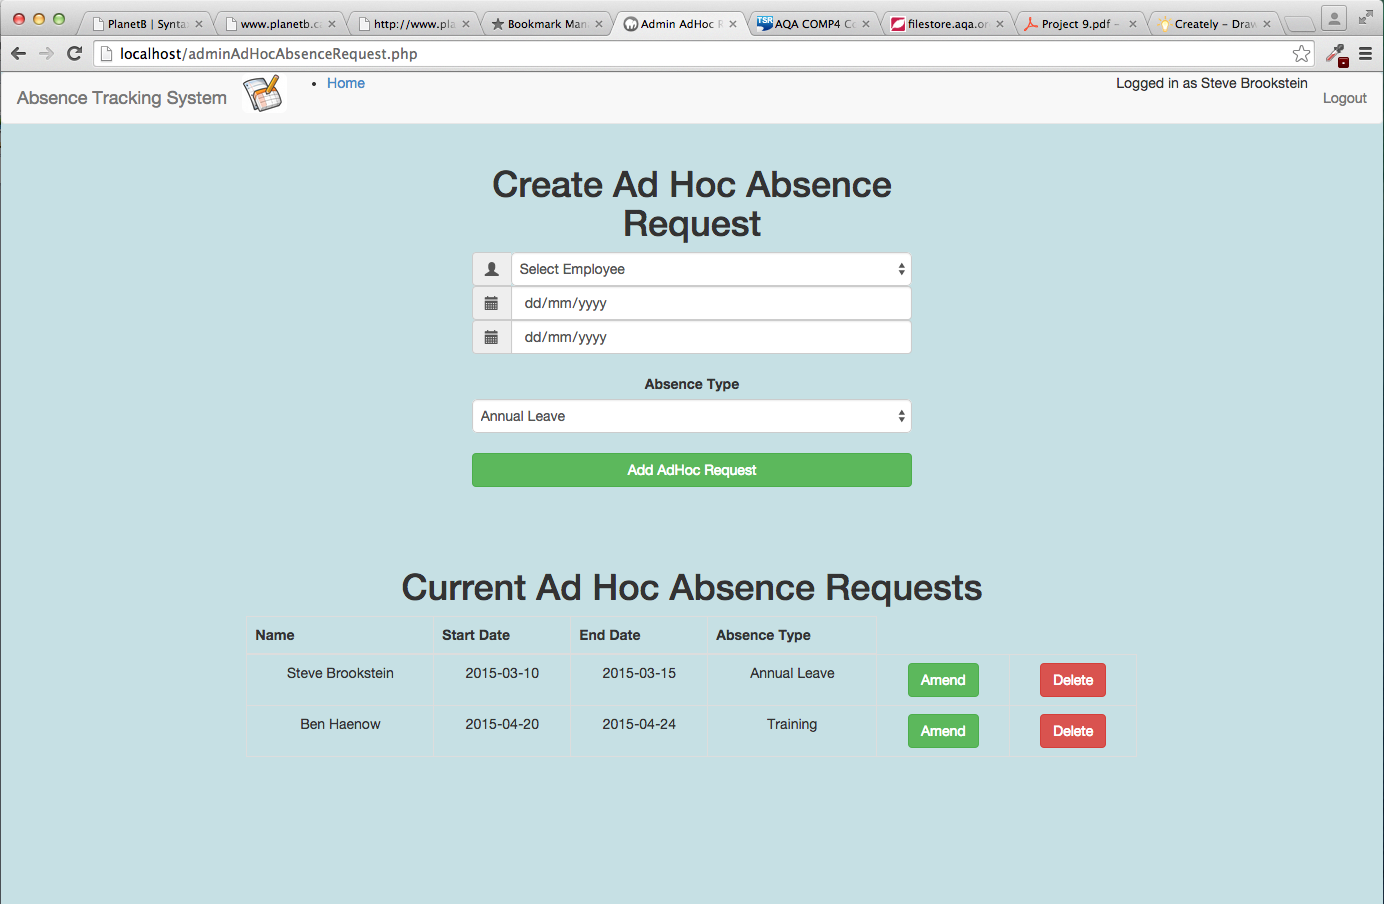 PlanetB | Synta
www.planetb.c
http://www.pla
Bookmark Man
Admin AdHoc R
AQA COMP4 Co
filestore.aqa.or
Project 9.pdf –
Creately – Draw
localhost/adminAdHocAbsenceRequest.php
Absence Tracking System
Home
Logged in as Steve Brookstein
Logout
Create Ad Hoc Absence
Request
Select Employee
dd/mm/yyyy
dd/mm/yyyy
Absence Type
Annual Leave
Add AdHoc Request
Current Ad Hoc Absence Requests
Name Start Date End Date Absence Type
Steve Brookstein 2015-03-10 2015-03-15 Annual Leave Amend Delete
Ben Haenow 2015-04-20 2015-04-24 Training Amend Delete